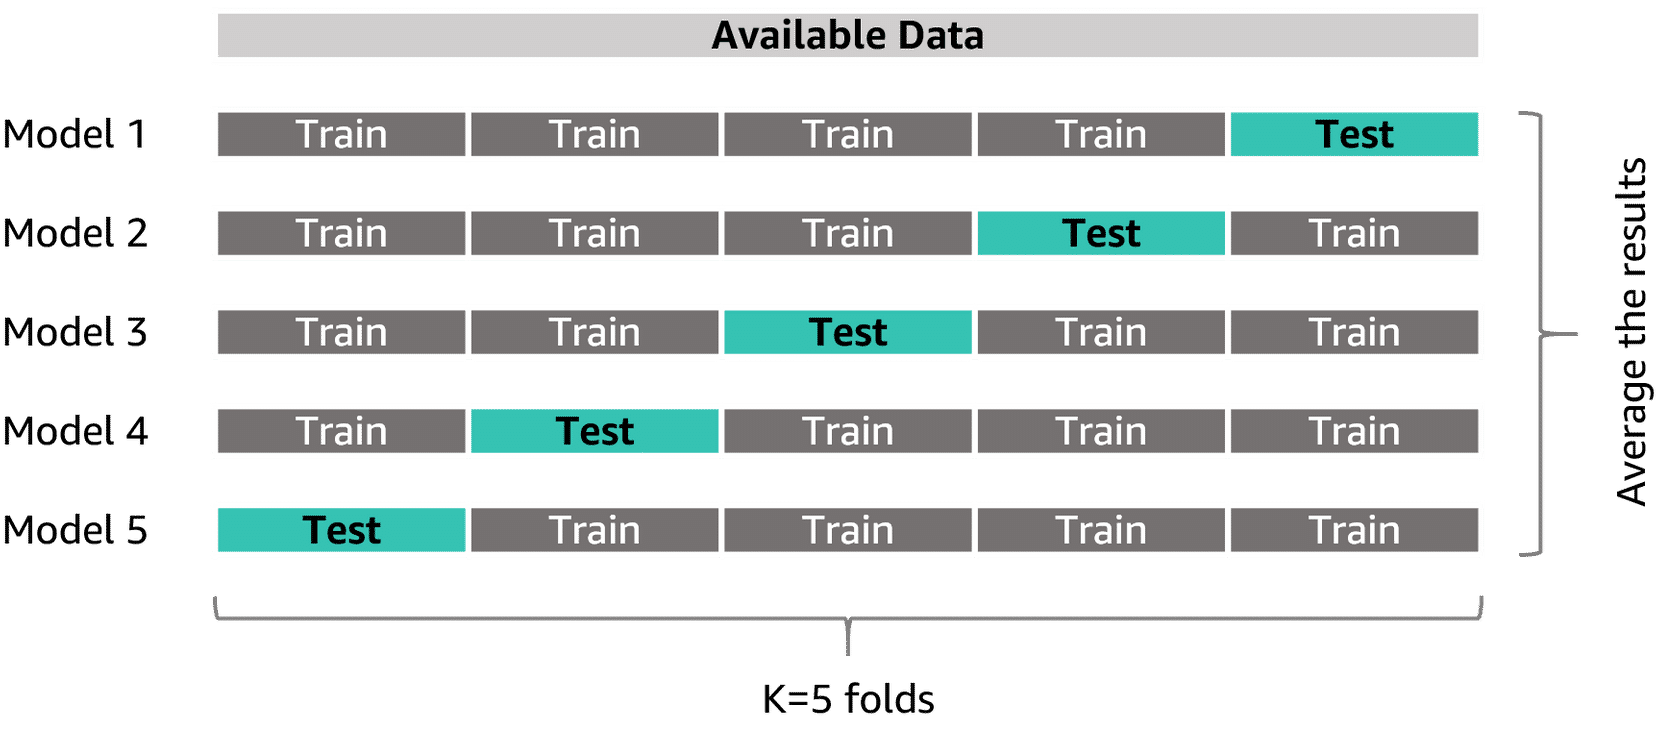 Available Data
Model 1 Train Train Train Train Test
Model 2 Train Train Train Test Train
Model 3 Train Train Test Train Train
Model 4 Train Test Train Train Train
Model 5 Test Train Train Train Train
Average the results
K=5 folds